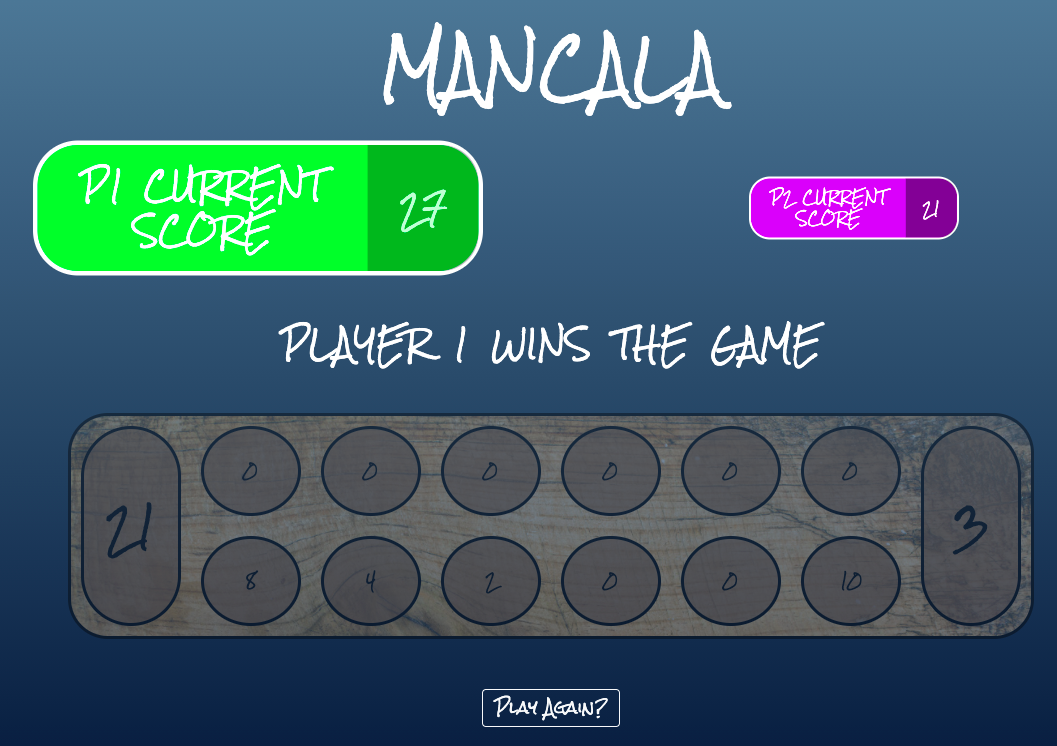 MANCALA
P1 CURRENT
SCORE
27
P2 CURRENT
SCORE
21
PLAYER 1 WINS THE GAME
21
0 0 0 0 0 0
3
8 4 2 0 0 10
Play Again?